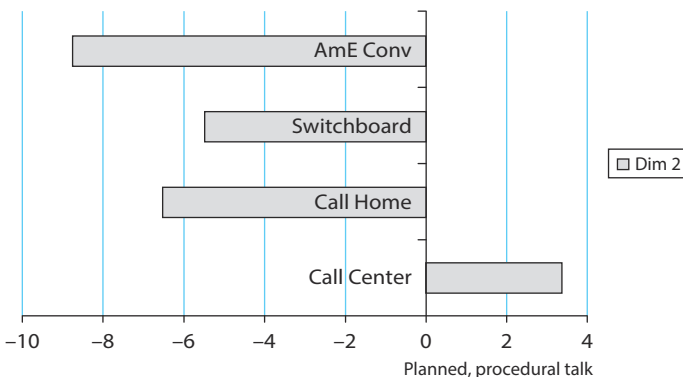 AmE Conv
Switchboard
Dim 2
Call Home
Call Center
–10 –8 –6 –4 –2 0 2 4
Planned, procedural talk